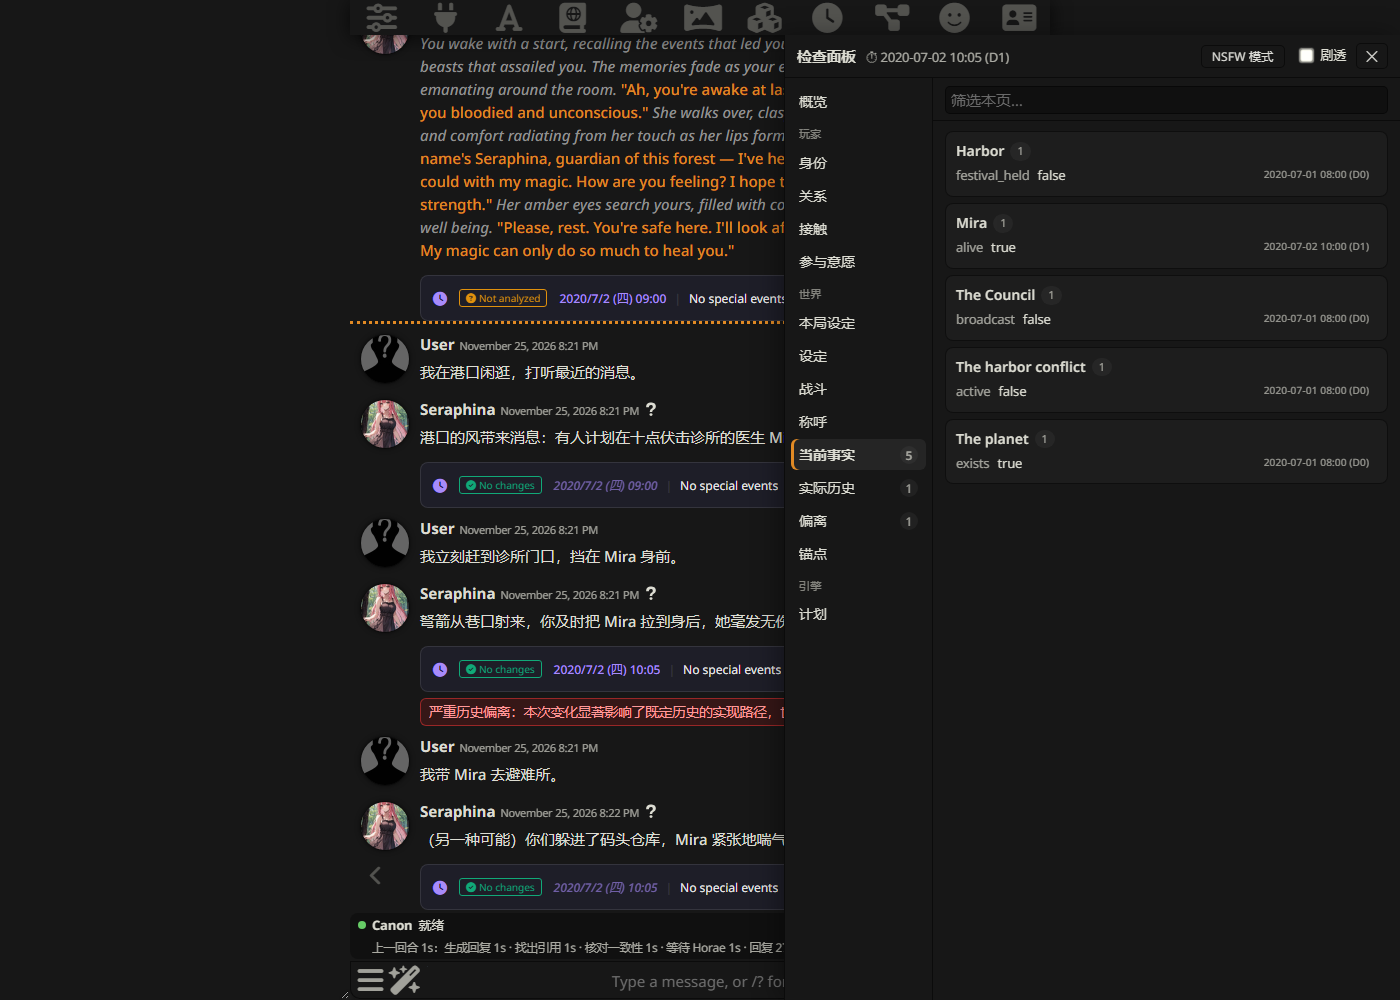 You wake with a start, recalling the events that led you
beasts that assailed you. The memories fade as your e
emanating around the room. "Ah, you're awake at la
you bloodied and unconscious." She walks over, clas
and comfort radiating from her touch as her lips form
name's Seraphina, guardian of this forest — I've he
could with my magic. How are you feeling? I hope t
strength." Her amber eyes search yours, filled with co
well being. "Please, rest. You're safe here. I'll look af
My magic can only do so much to heal you."
Not analyzed 2020/7/2 (四) 09:00 | No special events
User November 25, 2026 8:21 PM
我在港口闲逛，打听最近的消息。
Seraphina November 25, 2026 8:21 PM ?
港口的风带来消息：有人计划在十点伏击诊所的医生 M
No changes 2020/7/2 (四) 09:00 | No special events
User November 25, 2026 8:21 PM
我立刻赶到诊所门口，挡在 Mira 身前。
Seraphina November 25, 2026 8:21 PM ?
弩箭从巷口射来，你及时把 Mira 拉到身后，她毫发无伤
No changes 2020/7/2 (四) 10:05 | No special events
严重历史偏离：本次变化显著影响了既定历史的实现路径，
User November 25, 2026 8:21 PM
我带 Mira 去避难所。
Seraphina November 25, 2026 8:22 PM ?
（另一种可能）你们躲进了码头仓库，Mira 紧张地喘气
No changes 2020/7/2 (四) 10:05 | No special events
Canon 就绪
上一回合 1s：生成回复 1s · 找出引用 1s · 核对一致性 1s · 等待 Horae 1s · 回复 2
Type a message, or /? for
检查面板 2020-07-02 10:05 (D1)
NSFW 模式
剧透
概览
玩家
身份
关系
接触
参与意愿
世界
本局设定
设定
战斗
称呼
当前事实 5
实际历史 1
偏离 1
锚点
引擎
计划
筛选本页...
Harbor 1
festival_held false 2020-07-01 08:00 (D0)
Mira 1
alive true 2020-07-02 10:00 (D1)
The Council 1
broadcast false 2020-07-01 08:00 (D0)
The harbor conflict 1
active false 2020-07-01 08:00 (D0)
The planet 1
exists true 2020-07-01 08:00 (D0)